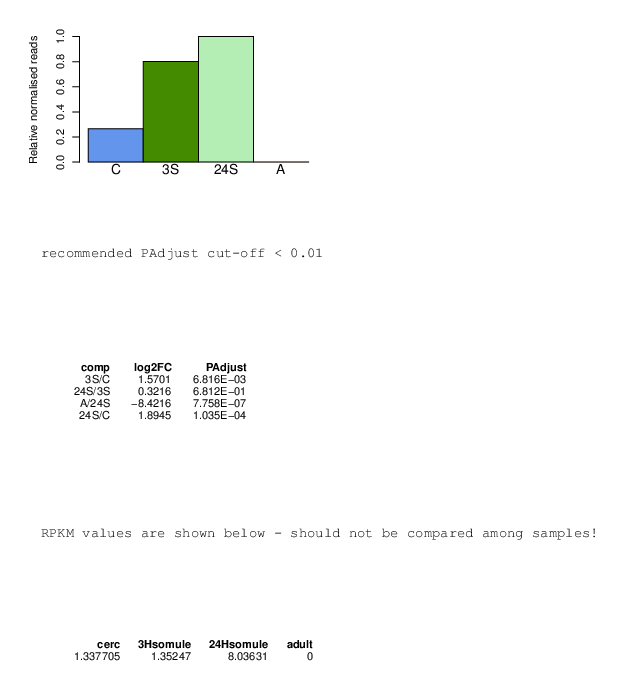 Relative normalised reads
1.0
0.8
0.6
0.4
0.2
0.0
C 3S 24S A
recommended PAdjust cut-off < 0.01
comp log2FC PAdjust
3S/C 1.5701 6.816E−03
24S/3S 0.3216 6.812E−01
A/24S −8.4216 7.758E−07
24S/C 1.8945 1.035E−04
RPKM values are shown below - should not be compared among samples!
cerc 3Hsomule 24Hsomule adult
1.337705 1.35247 8.03631 0